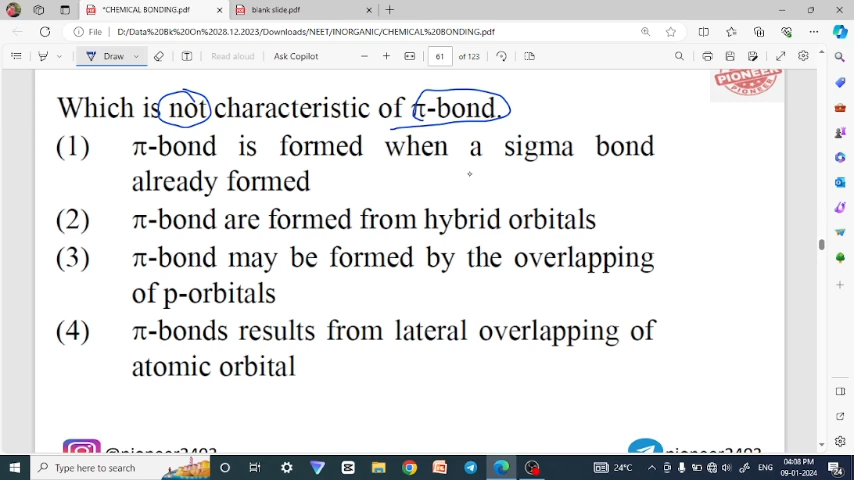 *CHEMICAL BONDING.pdf
blank slide.pdf
File
D:/Data%20Bk%20On%2028.12.2023/Downloads/NEET/INORGANIC/CHEMICAL%20BONDING.pdf
Draw
Read aloud
Ask Copilot
61
of 123
PIONEER
Which is not characteristic of π-bond.
(1) π-bond is formed when a sigma bond
already formed
(2) π-bond are formed from hybrid orbitals
(3) π-bond may be formed by the overlapping
of p-orbitals
(4) π-bonds results from lateral overlapping of
atomic orbital
Type here to search
24°C
ENG
04:08 PM
09-01-2024
24